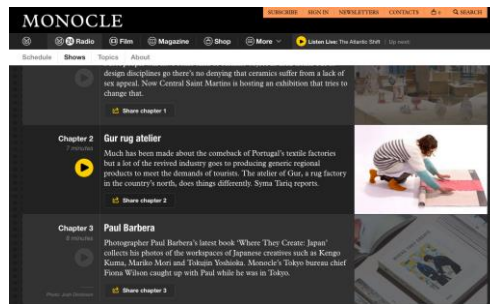 MONOCLE
SUBSCRIBE SIGN IN NEWSLETTERS CONTACTS 0 SEARCH
M 24 Radio Film Magazine Shop More Listen Live: The Atlantic Shift Up next:
Schedule Shows Topics About
design disciplines go there's no denying that ceramics suffer from a lack of
sex appeal. Now Central Saint Martins is hosting an exhibition that tries to
change that.
Share chapter 1
Chapter 2
7 minutes
Gur rug atelier
Much has been made about the comeback of Portugal's textile factories
but a lot of the revived industry goes to producing generic regional
products to meet the demands of tourists. The atelier of Gur, a rug factory
in the country's north, does things differently. Syma Tariq reports.
Share chapter 2
Chapter 3
8 minutes
Paul Barbera
Photographer Paul Barbera's latest book 'Where They Create: Japan'
collects his photos of the workspaces of Japanese creatives such as Kengo
Kuma, Mariko Mori and Tokujin Yoshioka. Monocle's Tokyo bureau chief
Fiona Wilson caught up with Paul while he was in Tokyo.
Share chapter 3